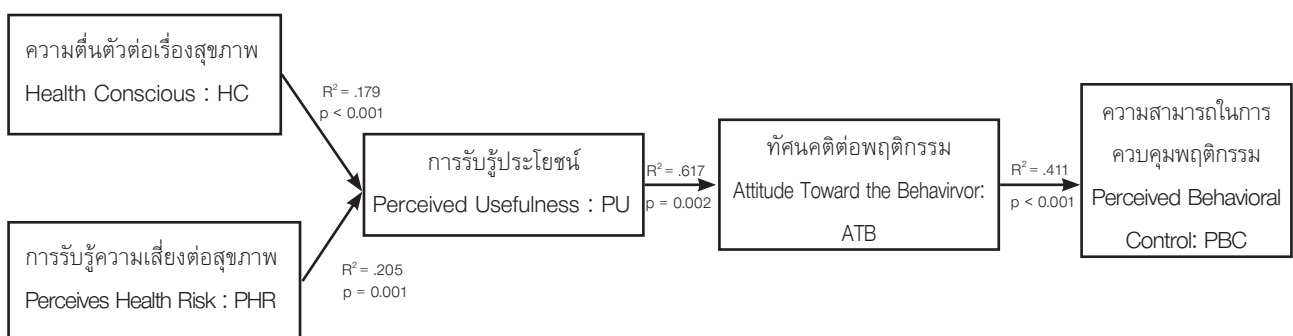 ความตื่นตัวต่อเรื่องสุขภาพ
Health Conscious : HC
R² = .179
p < 0.001
การรับรู้ความเสี่ยงต่อสุขภาพ
Perceives Health Risk : PHR
R² = .205
p = 0.001
การรับรู้ประโยชน์
Perceived Usefulness : PU
R² = .617
p = 0.002
ทัศนคติต่อพฤติกรรม
Attitude Toward the Behavirvor:
ATB
R² = .411
p < 0.001
ความสามารถในการ
ควบคุมพฤติกรรม
Perceived Behavioral
Control: PBC